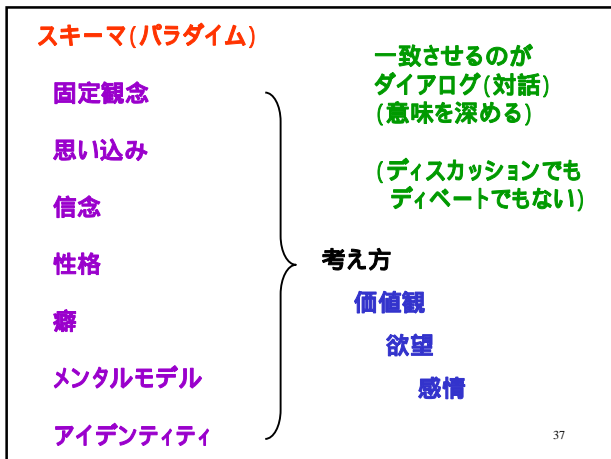 スキーマ(パラダイム)
固定観念
思い込み
信念
性格
癖
メンタルモデル
アイデンティティ
一致させるのが
ダイアログ(対話)
(意味を深める)
(ディスカッションでも
ディベートでもない)
考え方
価値観
欲望
感情
37